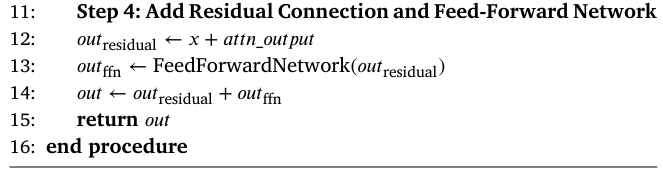 11: Step 4: Add Residual Connection and Feed-Forward Network
12: out_residual ← x + attn_output
13: out_ffn ← FeedForwardNetwork(out_residual)
14: out ← out_residual + out_ffn
15: return out
16: end procedure